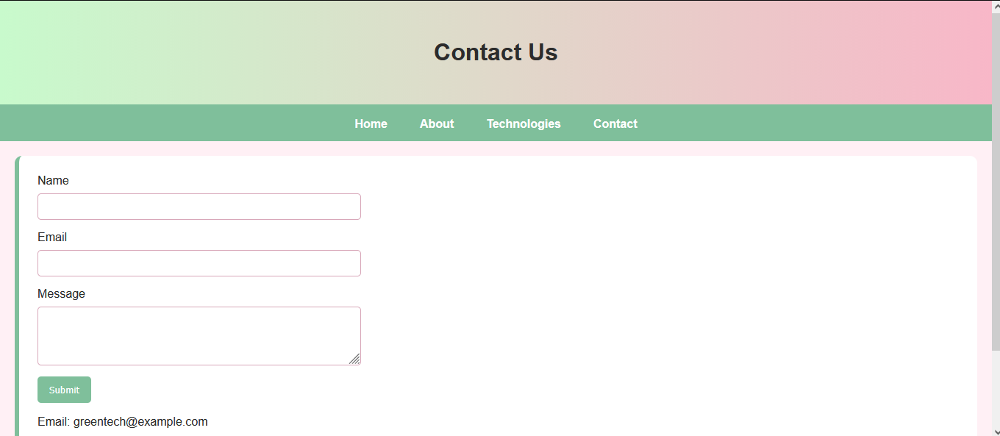 Contact Us
Home About Technologies Contact
Name
Email
Message
Submit
Email: greentech@example.com